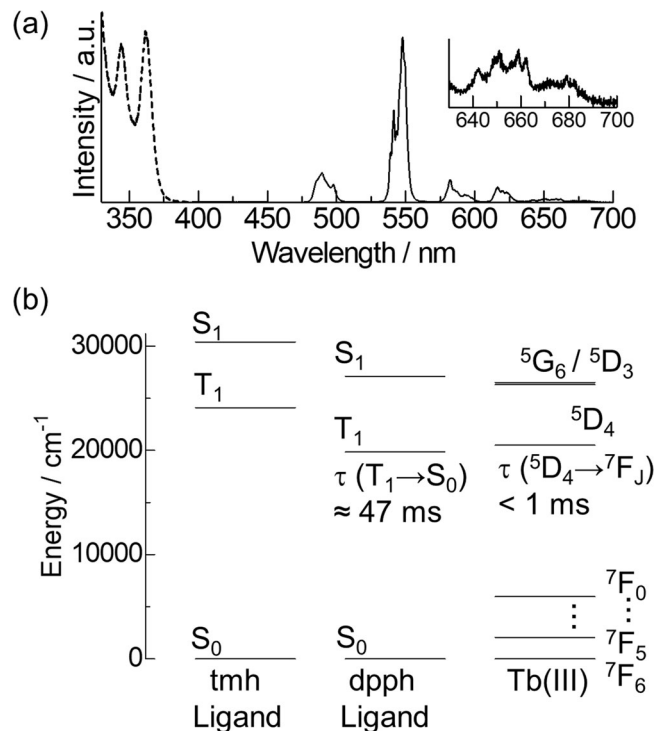 (a)
Intensity / a.u.
640 660 680 700
350 400 450 500 550 600 650 700
Wavelength / nm
(b)
Energy / cm⁻¹
30000
20000
10000
0
S₁
T₁
S₀
tmh
Ligand
S₁
T₁
τ (T₁→S₀)
≈ 47 ms
S₀
dpph
Ligand
⁵G₆ / ⁵D₃
⁵D₄
τ (⁵D₄→⁷F_J)
< 1 ms
⁷F₀
⁷F₅
⁷F₆
Tb(III)